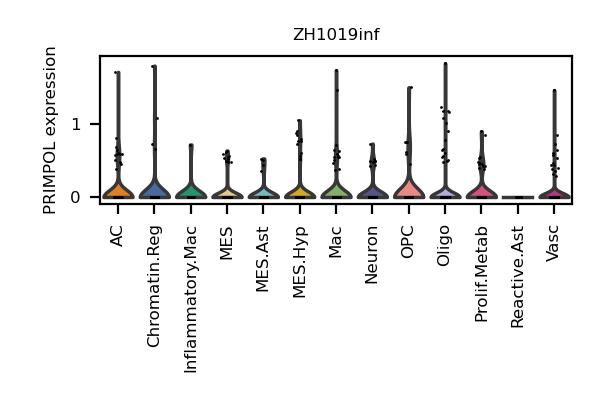 ZH1019inf
PRIMPOL expression
1
0
AC
Chromatin.Reg
Inflammatory.Mac
MES
MES.Ast
MES.Hyp
Mac
Neuron
OPC
Oligo
Prolif.Metab
Reactive.Ast
Vasc